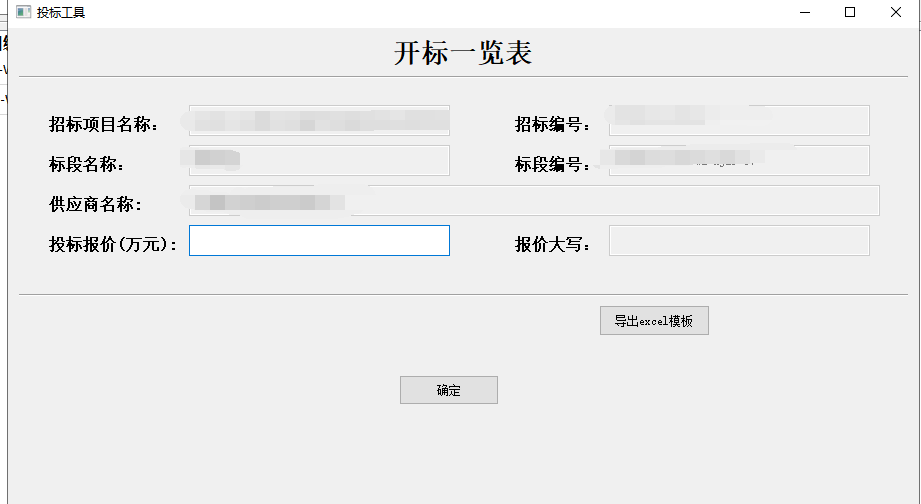 投标工具
开标一览表
招标项目名称：
招标编号：
标段名称：
标段编号：
供应商名称：
投标报价(万元)：
报价大写：
导出excel模板
确定